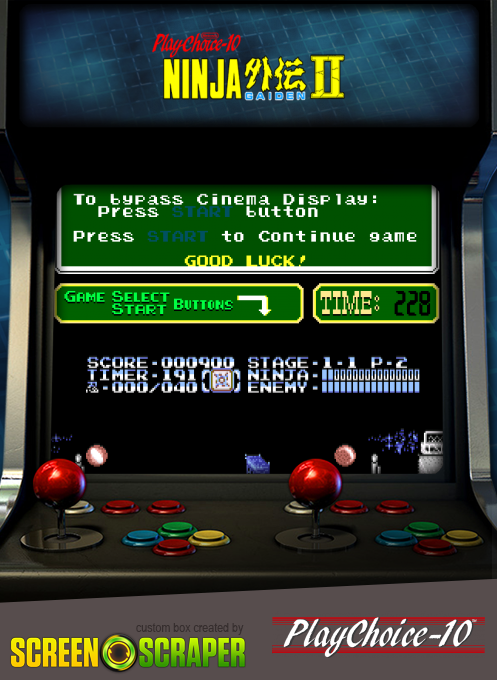 PlayChoice-10
NINJA外伝II
GAIDEN
To bypass Cinema Display:
Press START button
Press START to Continue game
GOOD LUCK!
GAME SELECT
START BUTTONS
TIME: 228
SCORE-000900 STAGE-1-1 P-2
TIMER-191 NINJA-
-000/040 ENEMY-
custom box created by
SCREEN SCRAPER
PlayChoice-10™